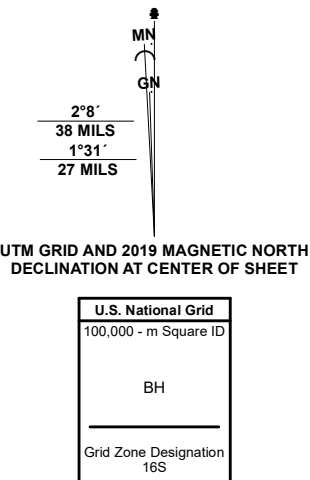 MN
GN
2°8´
38 MILS
1°31´
27 MILS
UTM GRID AND 2019 MAGNETIC NORTH
DECLINATION AT CENTER OF SHEET
U.S. National Grid
100,000 - m Square ID
BH
Grid Zone Designation
16S